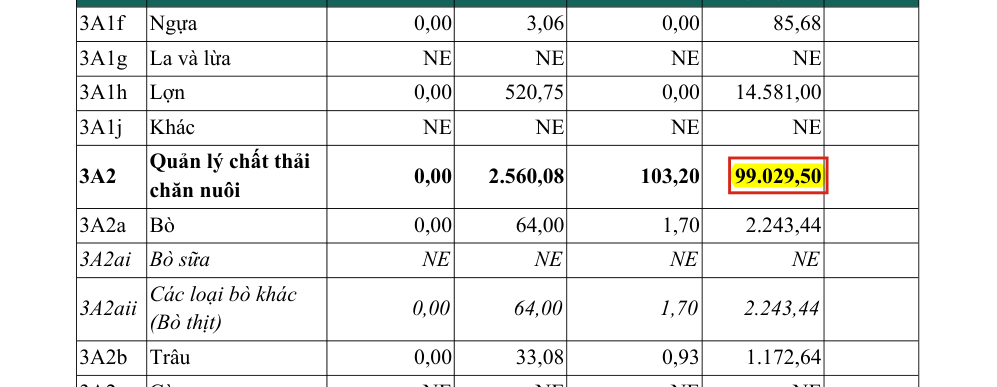 3A1f Ngựa 0,00 3,06 0,00 85,68
3A1g La và lừa NE NE NE NE
3A1h Lợn 0,00 520,75 0,00 14.581,00
3A1j Khác NE NE NE NE
3A2 Quản lý chất thải chăn nuôi 0,00 2.560,08 103,20 99.029,50
3A2a Bò 0,00 64,00 1,70 2.243,44
3A2ai Bò sữa NE NE NE NE
3A2aii Các loại bò khác (Bò thịt) 0,00 64,00 1,70 2.243,44
3A2b Trâu 0,00 33,08 0,93 1.172,64